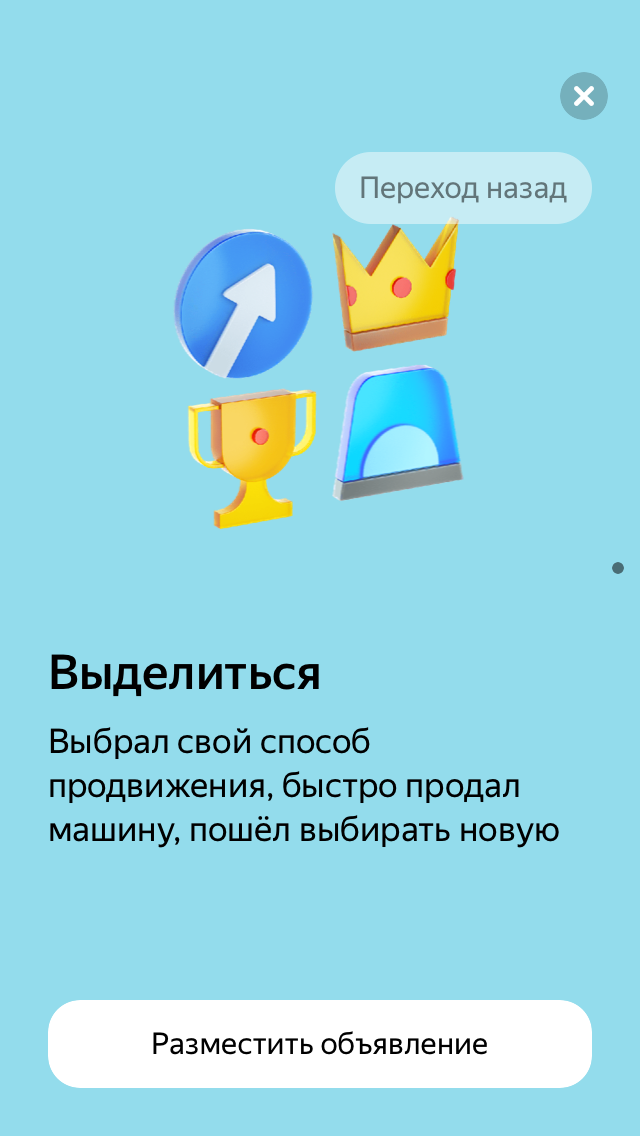 Переход назад
Выделиться
Выбрал свой способ
продвижения, быстро продал
машину, пошёл выбирать новую
Разместить объявление